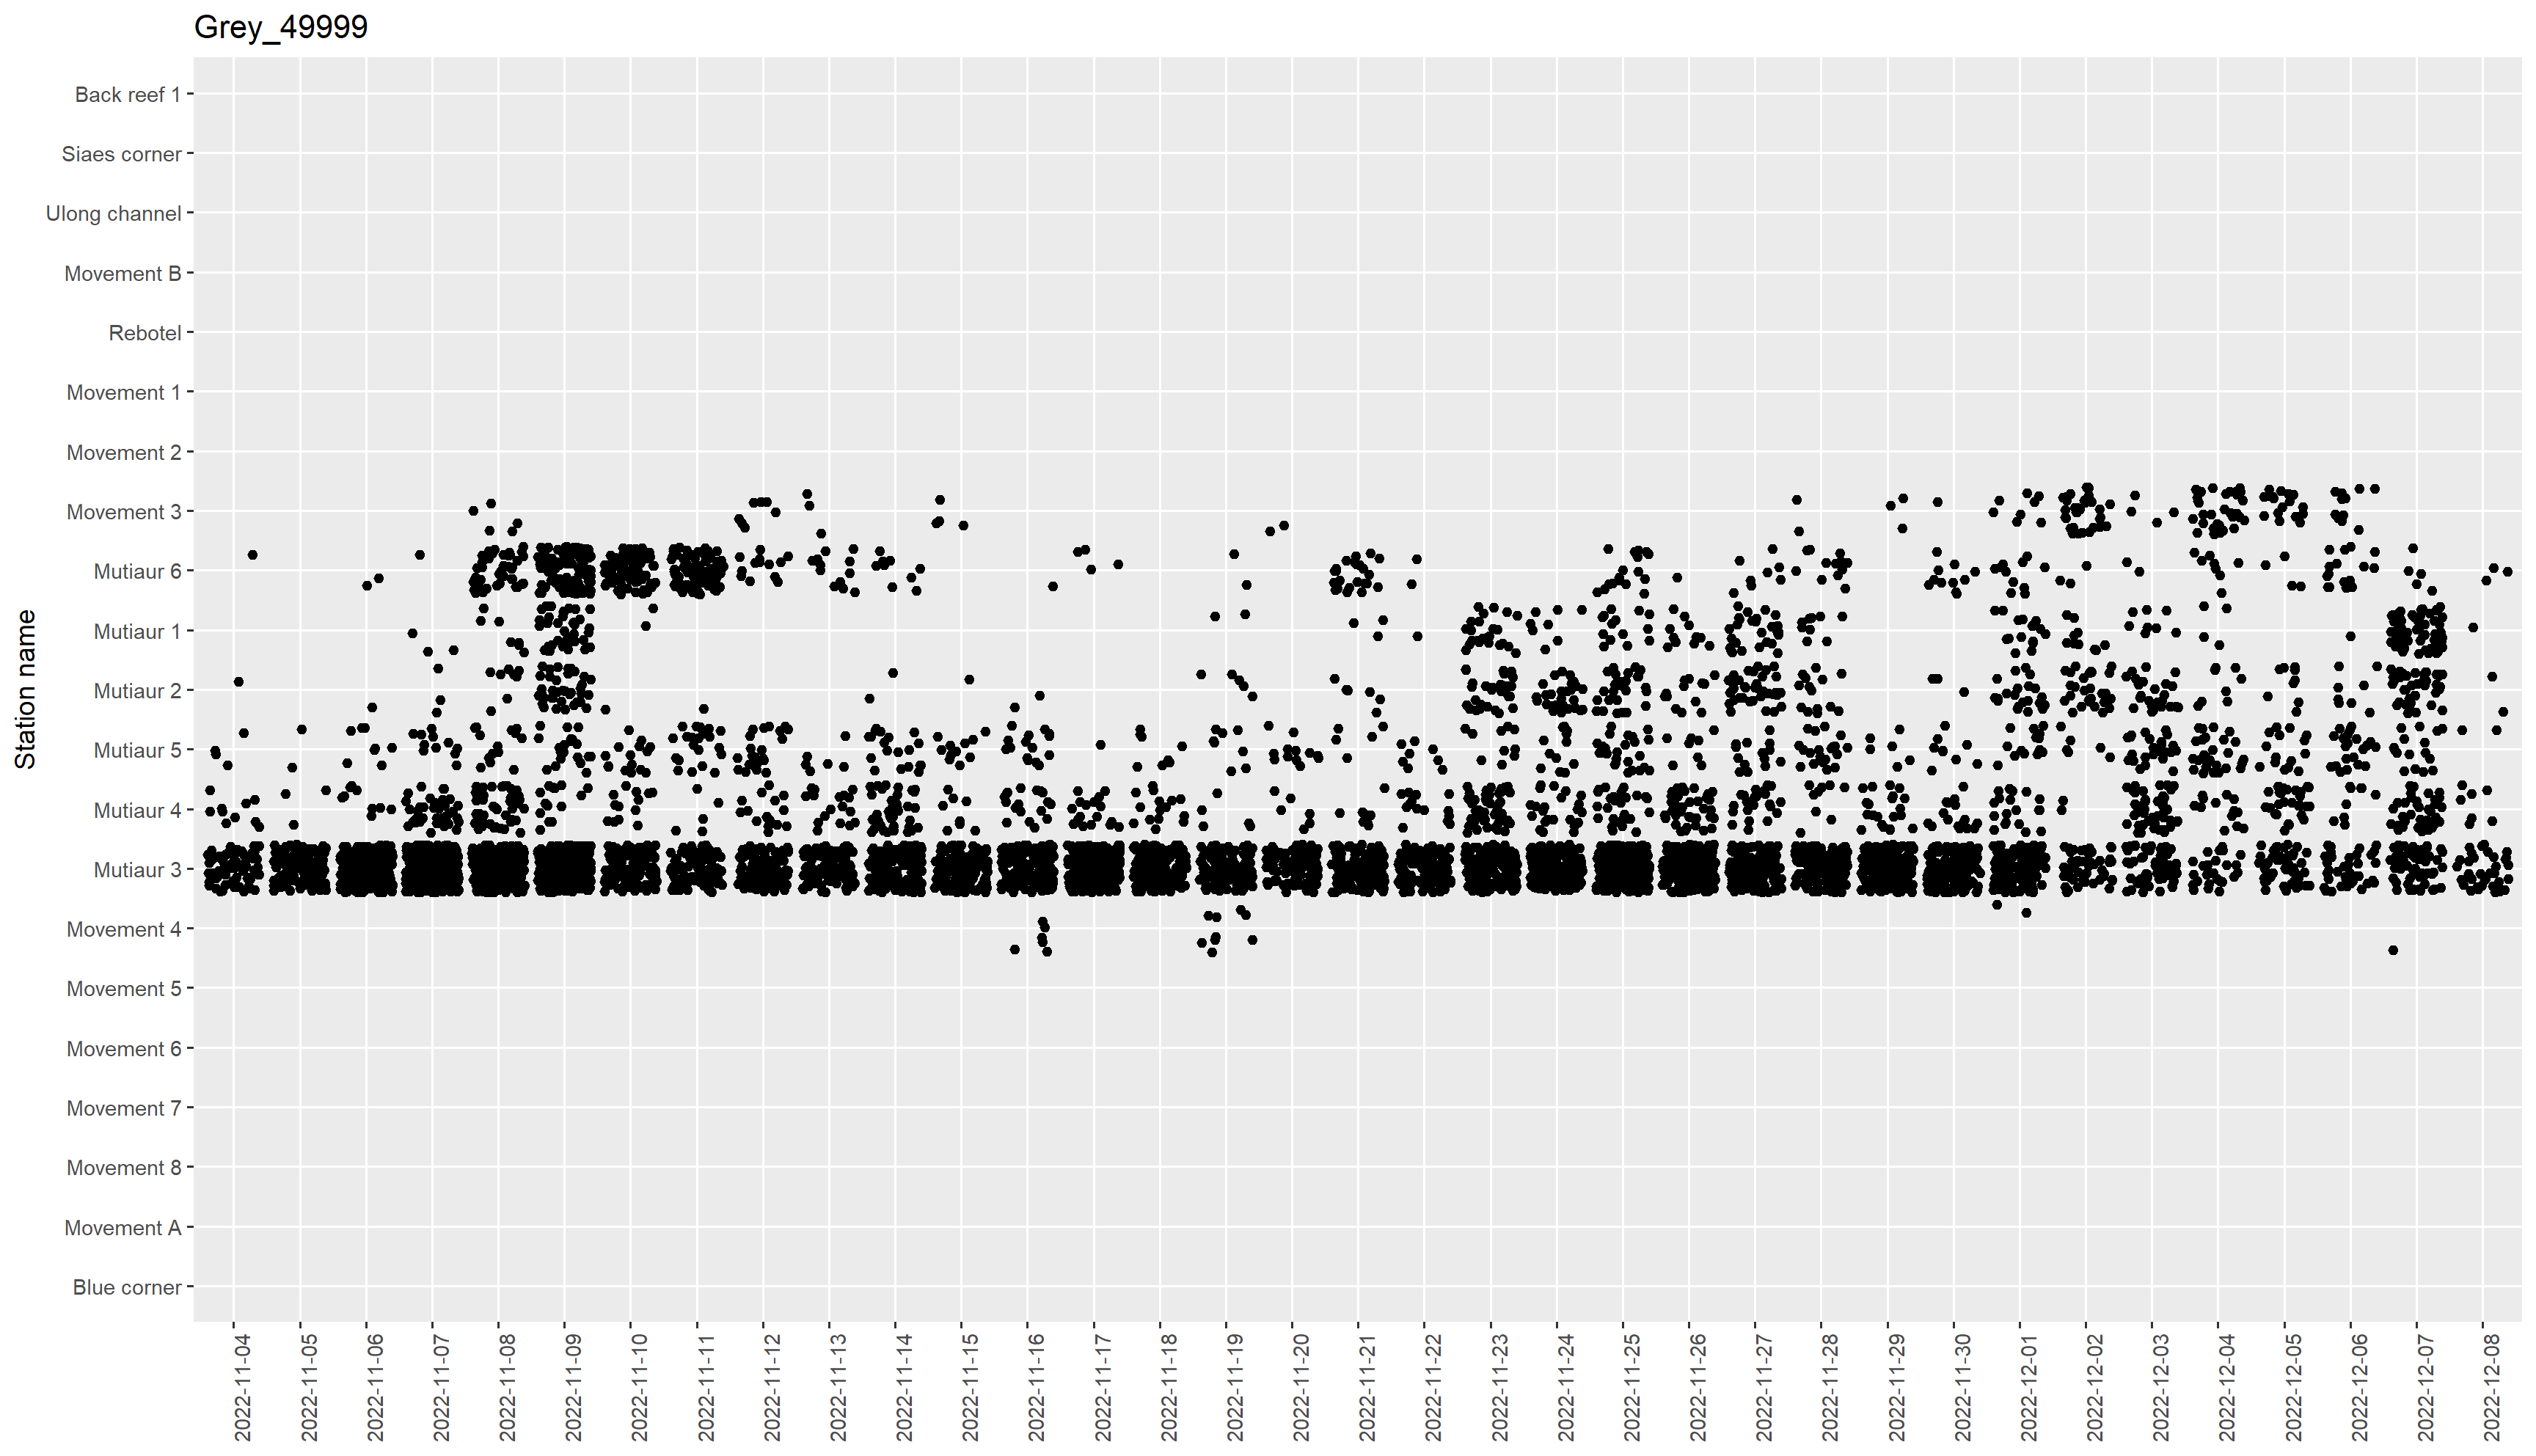 Grey_49999
Station name
Back reef 1
Siaes corner
Ulong channel
Movement B
Rebotel
Movement 1
Movement 2
Movement 3
Mutiaur 6
Mutiaur 1
Mutiaur 2
Mutiaur 5
Mutiaur 4
Mutiaur 3
Movement 4
Movement 5
Movement 6
Movement 7
Movement 8
Movement A
Blue corner
2022-11-04
2022-11-05
2022-11-06
2022-11-07
2022-11-08
2022-11-09
2022-11-10
2022-11-11
2022-11-12
2022-11-13
2022-11-14
2022-11-15
2022-11-16
2022-11-17
2022-11-18
2022-11-19
2022-11-20
2022-11-21
2022-11-22
2022-11-23
2022-11-24
2022-11-25
2022-11-26
2022-11-27
2022-11-28
2022-11-29
2022-11-30
2022-12-01
2022-12-02
2022-12-03
2022-12-04
2022-12-05
2022-12-06
2022-12-07
2022-12-08